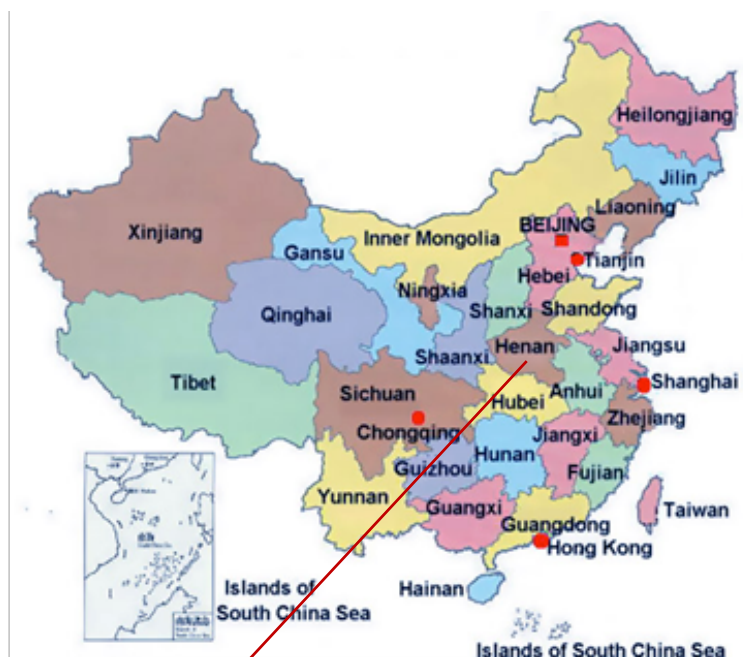 Heilongjiang
Jilin
Liaoning
BEIJING
Xinjiang
Inner Mongolia
Gansu
Tianjin
Hebei
Ningxia
Shanxi
Shandong
Qinghai
Henan
Jiangsu
Shaanxi
Tibet
Shanghai
Sichuan
Anhui
Hubei
Zhejiang
Chongqing
Jiangxi
Hunan
Guizhou
Fujian
Yunnan
Guangxi
Taiwan
Guangdong
Hong Kong
Hainan
Islands of
South China Sea
Islands of South China Sea